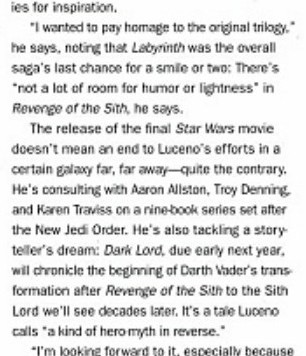 ies for inspiration.
"I wanted to pay homage to the original trilogy,"
he says, noting that Labyrinth was the overall
saga's last chance for a smile or two: There's
"not a lot of room for humor or lightness" in
Revenge of the Sith, he says.
The release of the final Star Wars movie
doesn't mean an end to Luceno's efforts in a
certain galaxy far, far away—quite the contrary.
He's consulting with Aaron Allston, Troy Denning,
and Karen Traviss on a nine-book series set after
the New Jedi Order. He's also tackling a story-
teller's dream: Dark Lord, due early next year,
will chronicle the beginning of Darth Vader's trans-
formation after Revenge of the Sith to the Sith
Lord we'll see decades later. It's a tale Luceno
calls "a kind of hero-myth in reverse."
"I'm looking forward to it, especially because